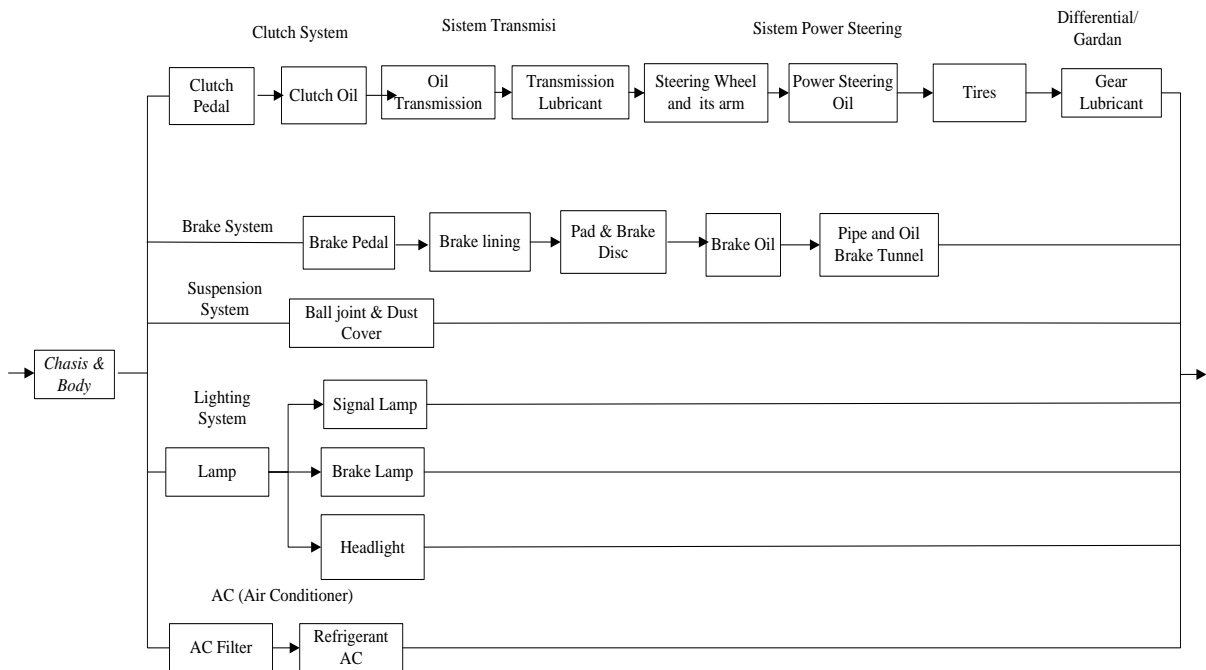 Clutch System
Sistem Transmisi
Sistem Power Steering
Differential/
Gardan
Clutch
Pedal
Clutch Oil
Oil
Transmission
Transmission
Lubricant
Steering Wheel
and its arm
Power Steering
Oil
Tires
Gear
Lubricant
Brake System
Brake Pedal
Brake lining
Pad & Brake
Disc
Brake Oil
Pipe and Oil
Brake Tunnel
Suspension
System
Ball joint & Dust
Cover
Chasis &
Body
Lighting
System
Signal Lamp
Lamp
Brake Lamp
Headlight
AC (Air Conditioner)
AC Filter
Refrigerant
AC